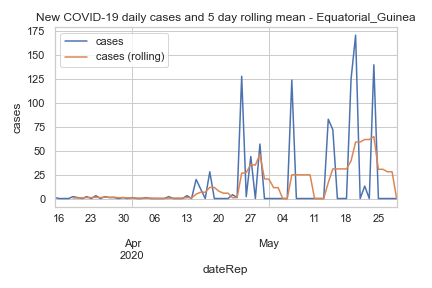 New COVID-19 daily cases and 5 day rolling mean - Equatorial_Guinea
175
150
125
100
75
50
25
0
cases
cases
cases (rolling)
16 23 30 06 13 20 27 04 11 18 25
Apr May
2020
dateRep